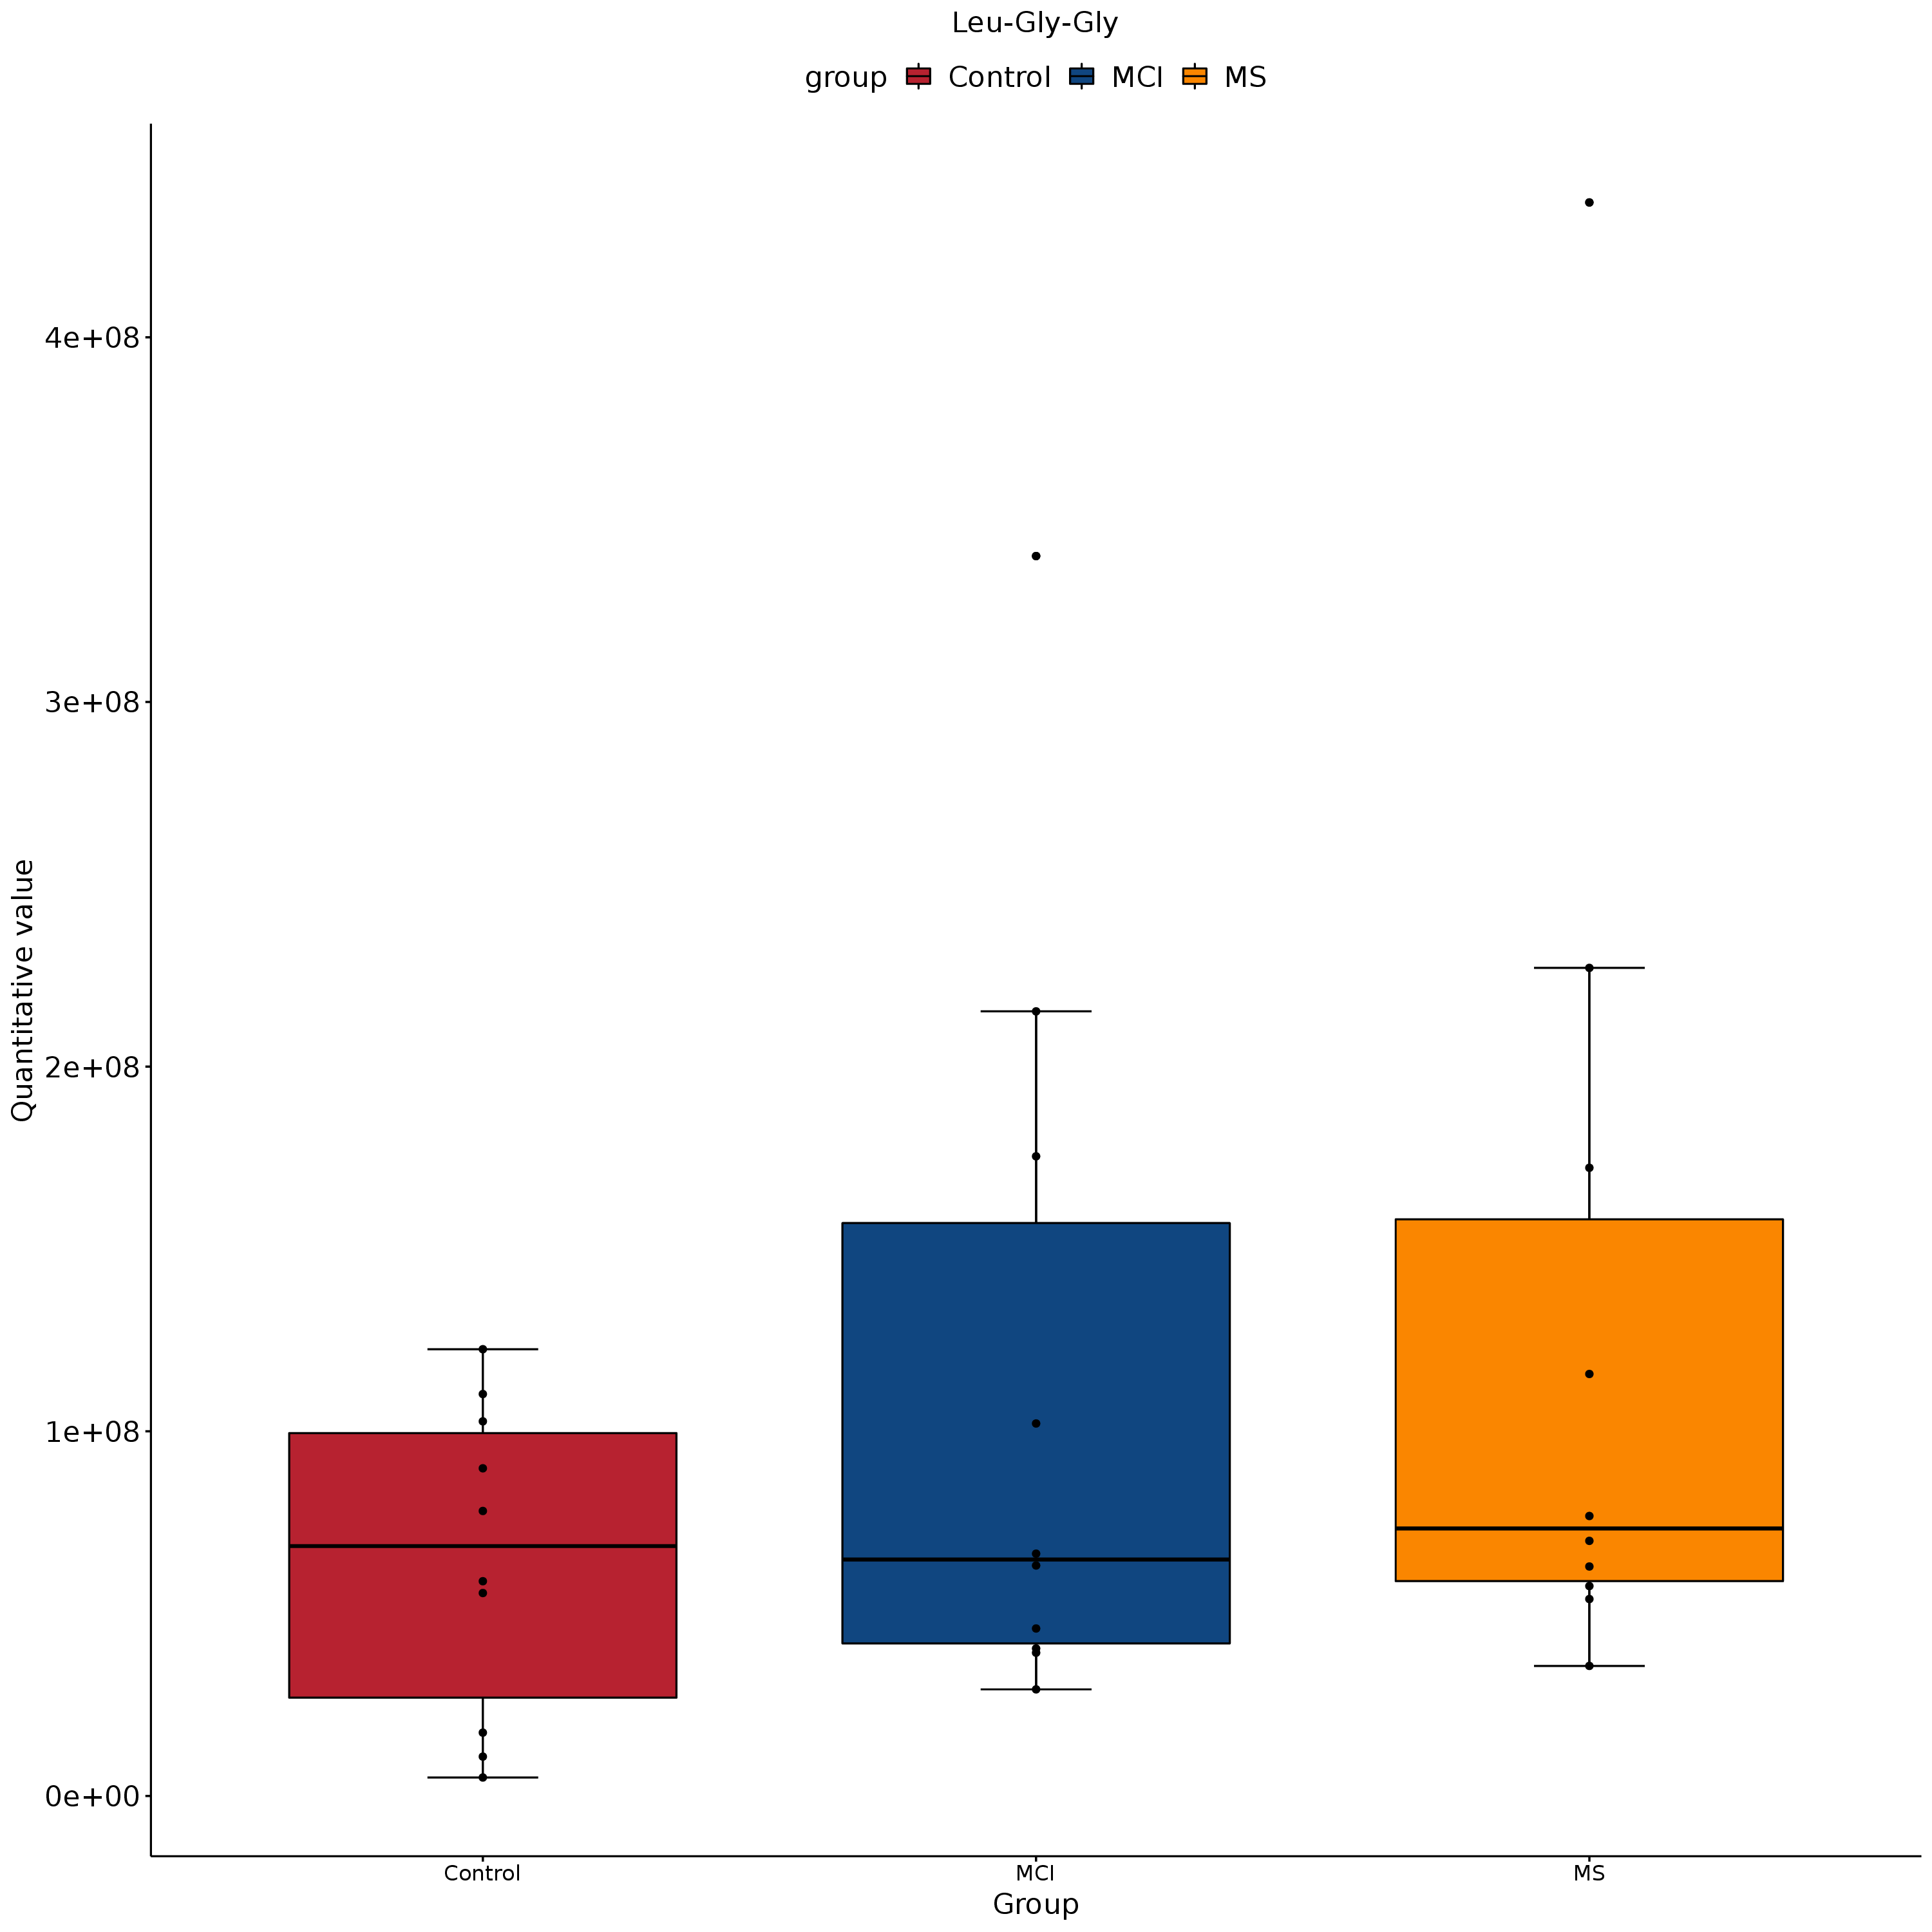 Leu-Gly-Gly
group Control MCI MS
Quantitative value
4e+08
3e+08
2e+08
1e+08
0e+00
Control MCI MS
Group